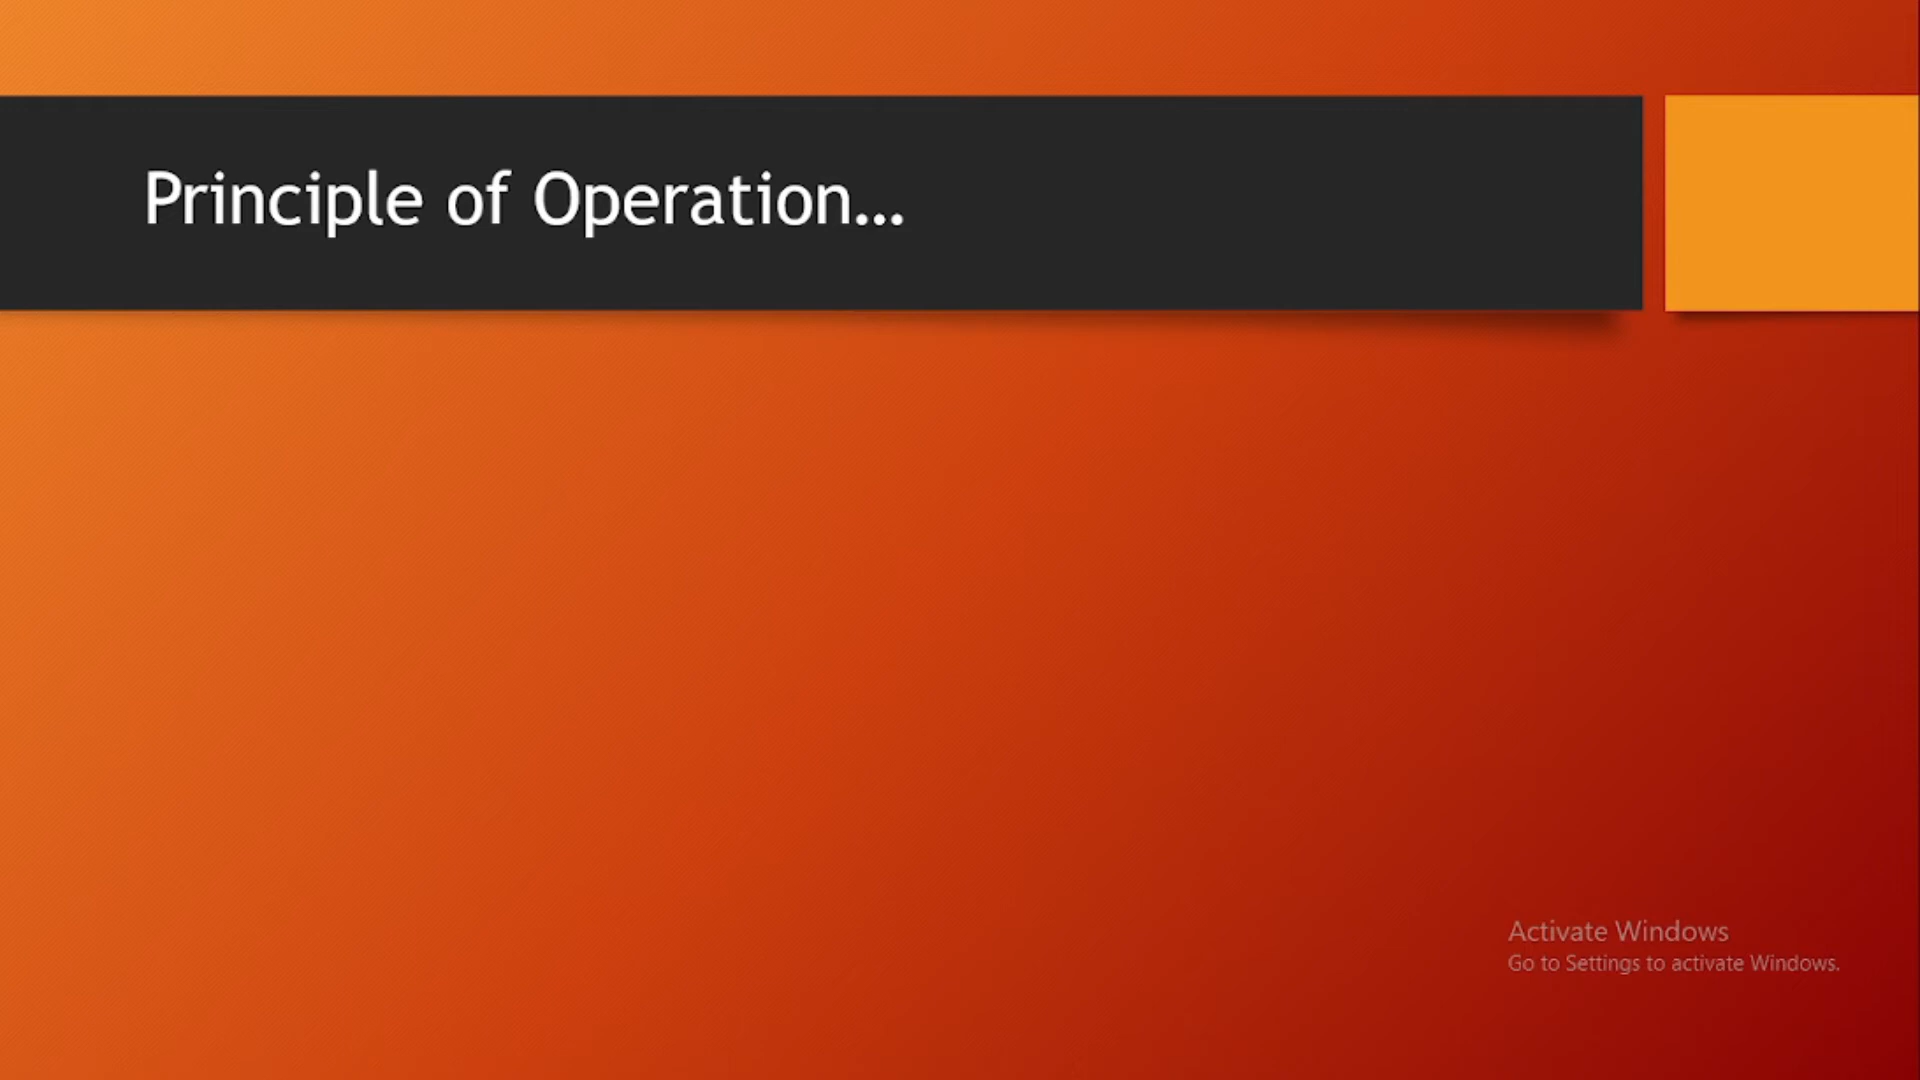 Principle of Operation...
Activate Windows
Go to Settings to activate Windows.